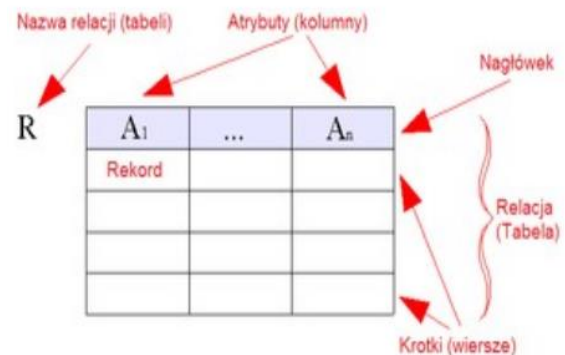 Nazwa relacji (tabeli)
Atrybuty (kolumny)
Nagłówek
R
A1
...
An
Rekord
Relacja
(Tabela)
Krotki (wiersze)